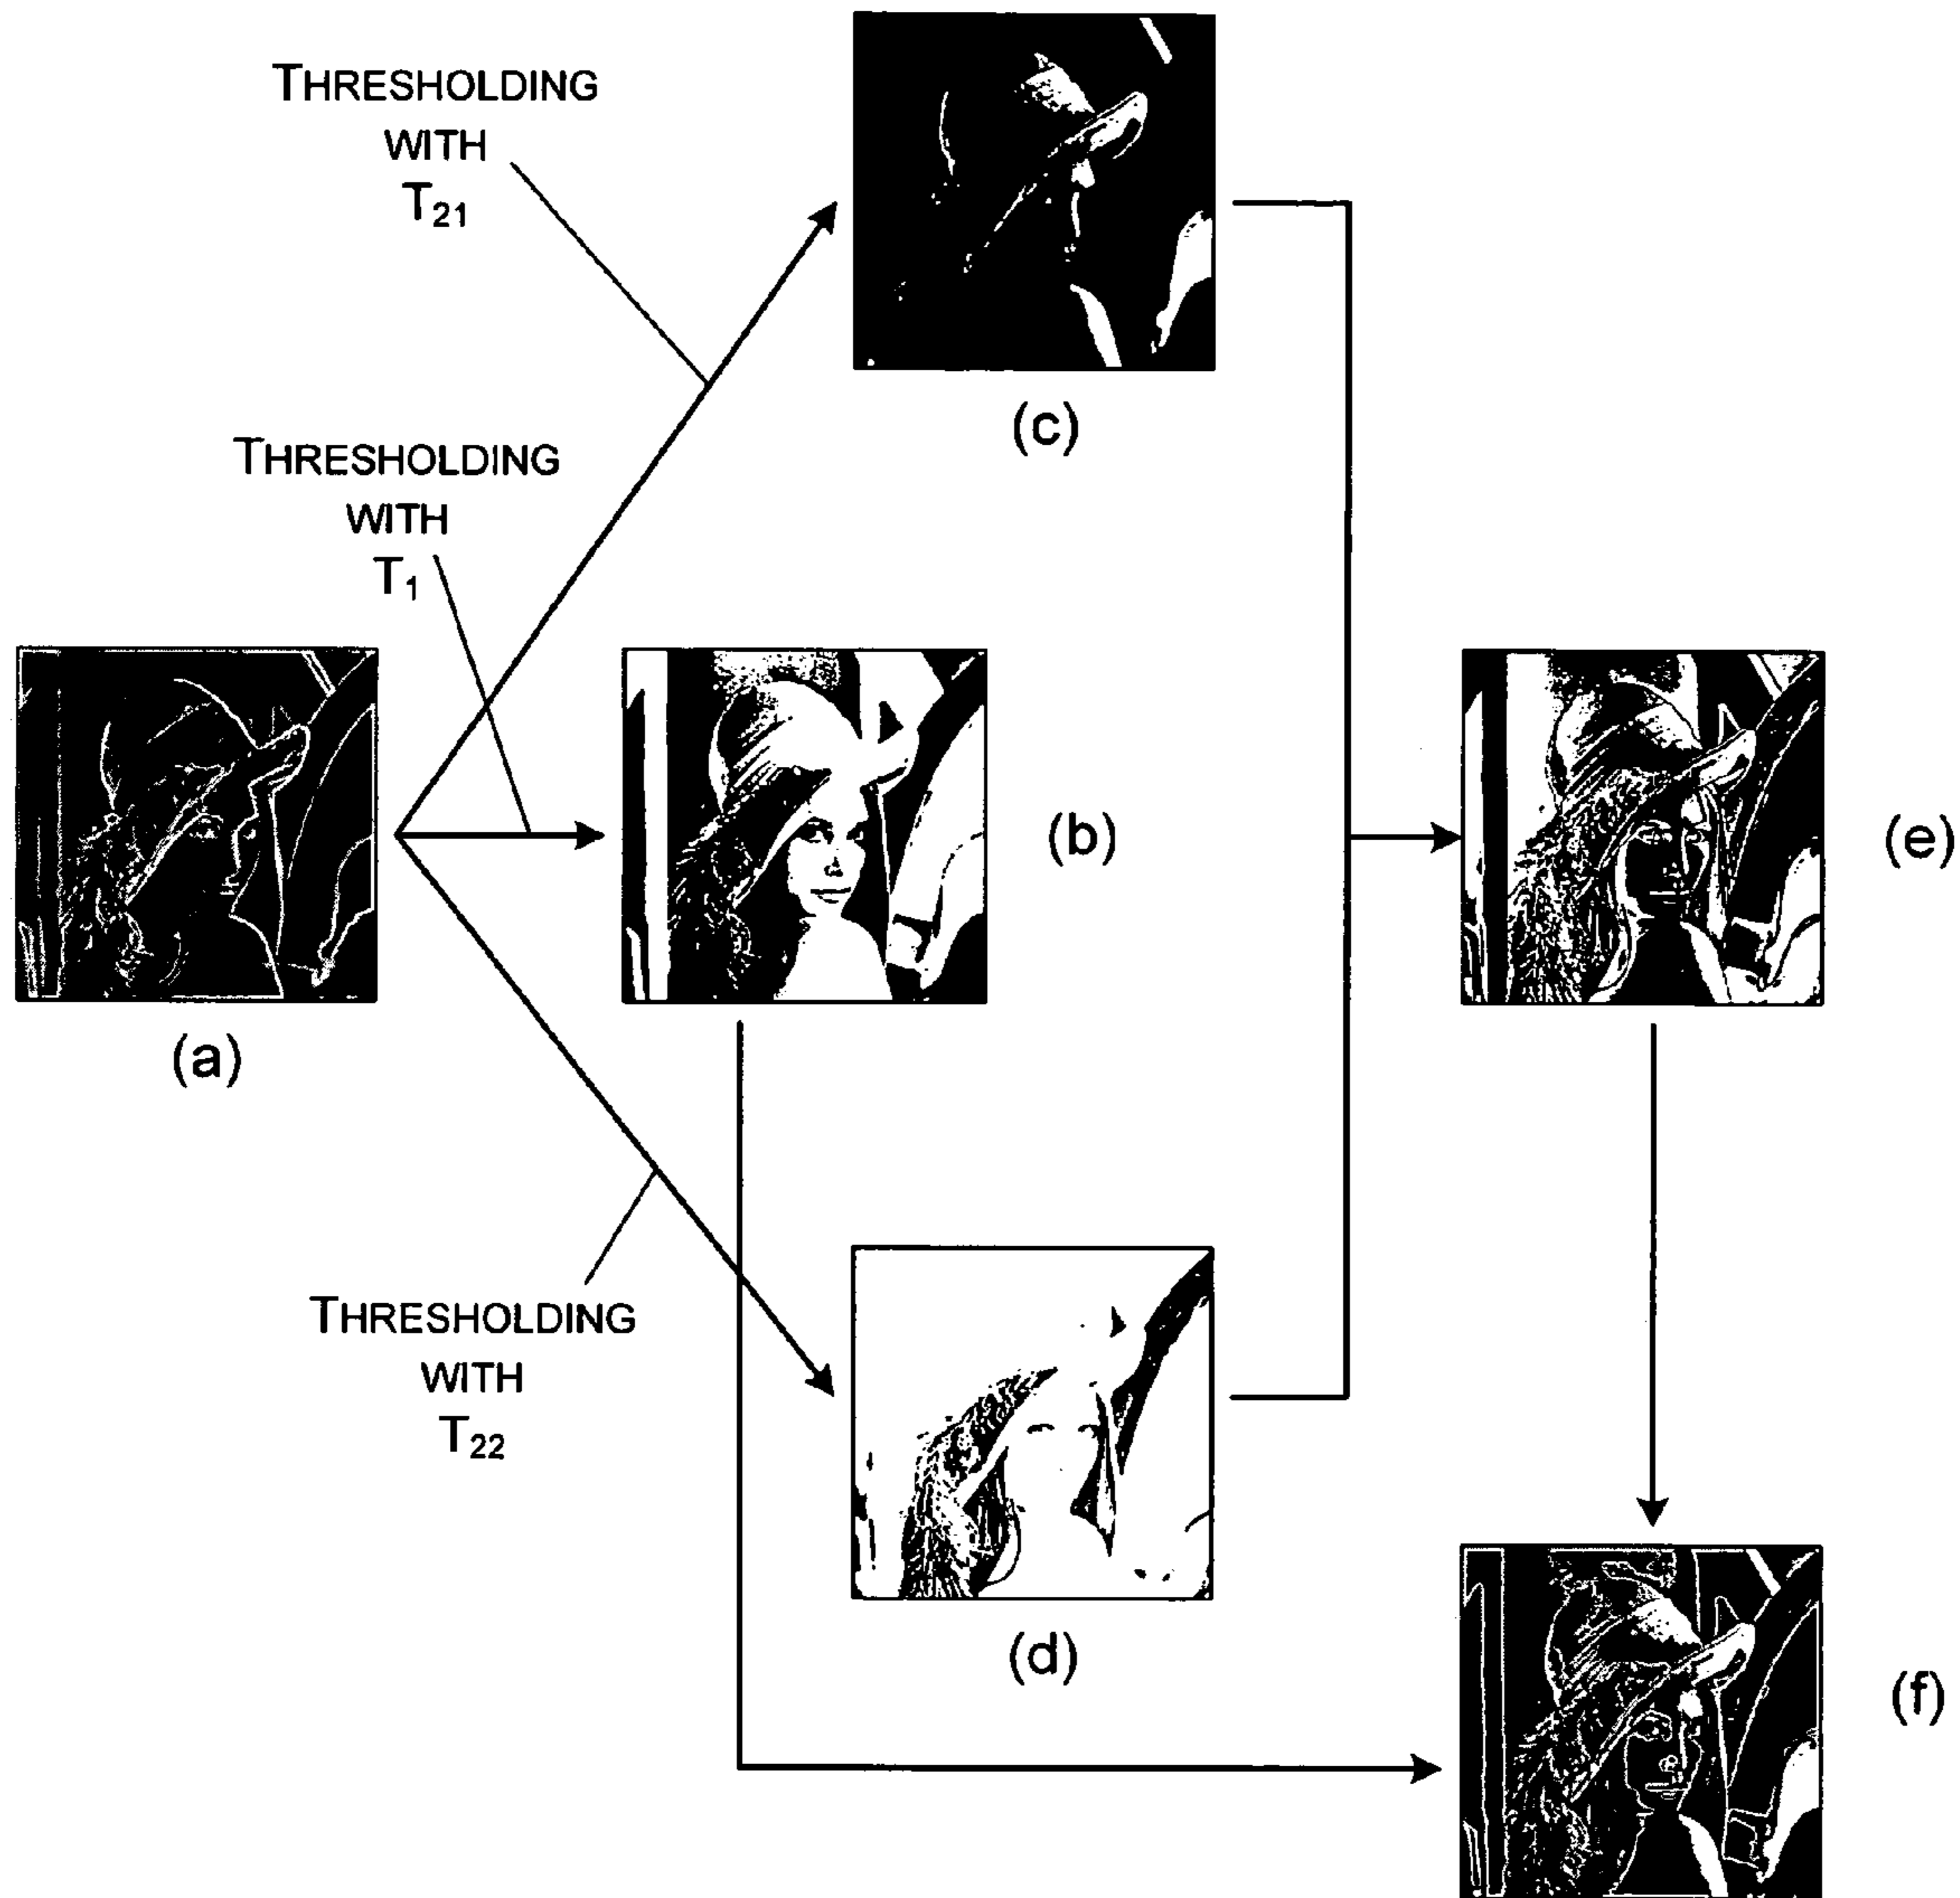 THRESHOLDING
WITH
T21
(c)
THRESHOLDING
WITH
T1
(b)
(e)
(a)
THRESHOLDING
WITH
T22
(d)
(f)